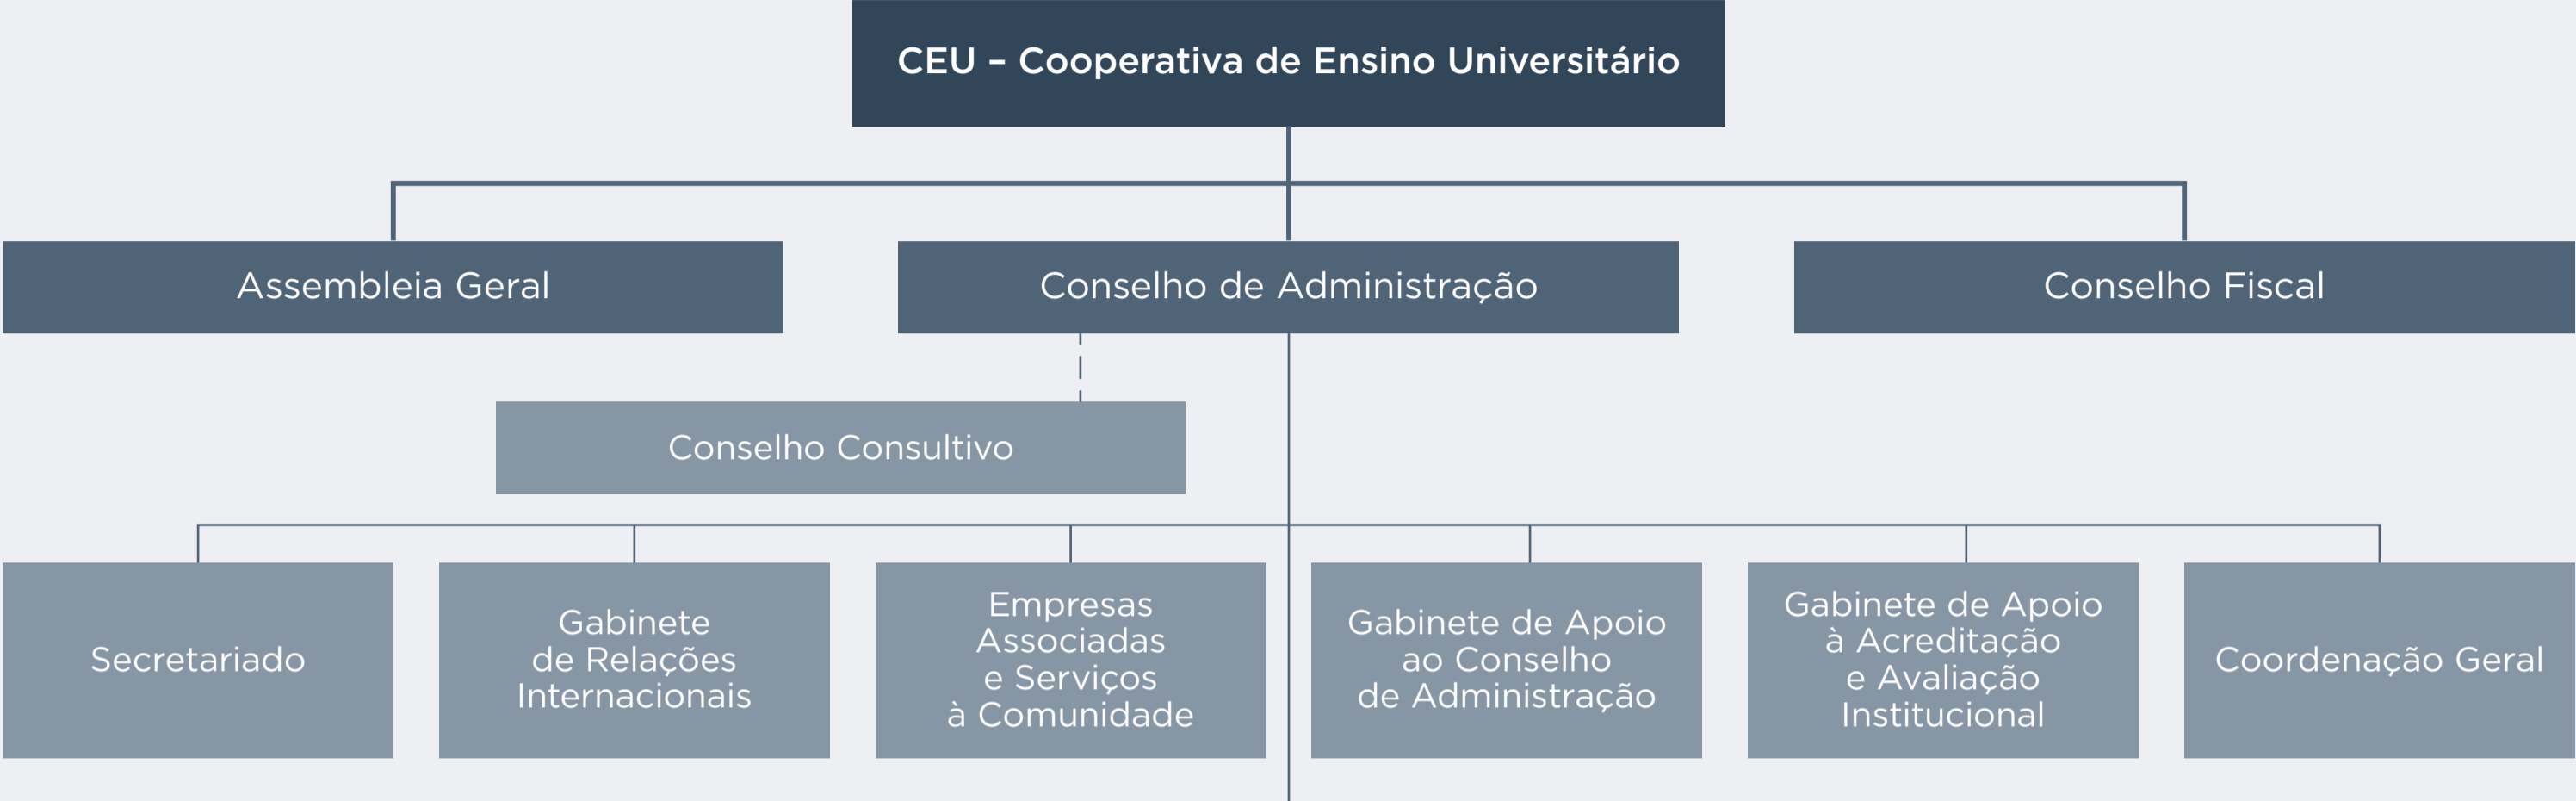 CEU – Cooperativa de Ensino Universitário
Assembleia Geral
Conselho de Administração
Conselho Fiscal
Conselho Consultivo
Secretariado
Gabinete
de Relações
Internacionais
Empresas
Associadas
e Serviços
à Comunidade
Gabinete de Apoio
ao Conselho
de Administração
Gabinete de Apoio
à Acreditação
e Avaliação
Institucional
Coordenação Geral